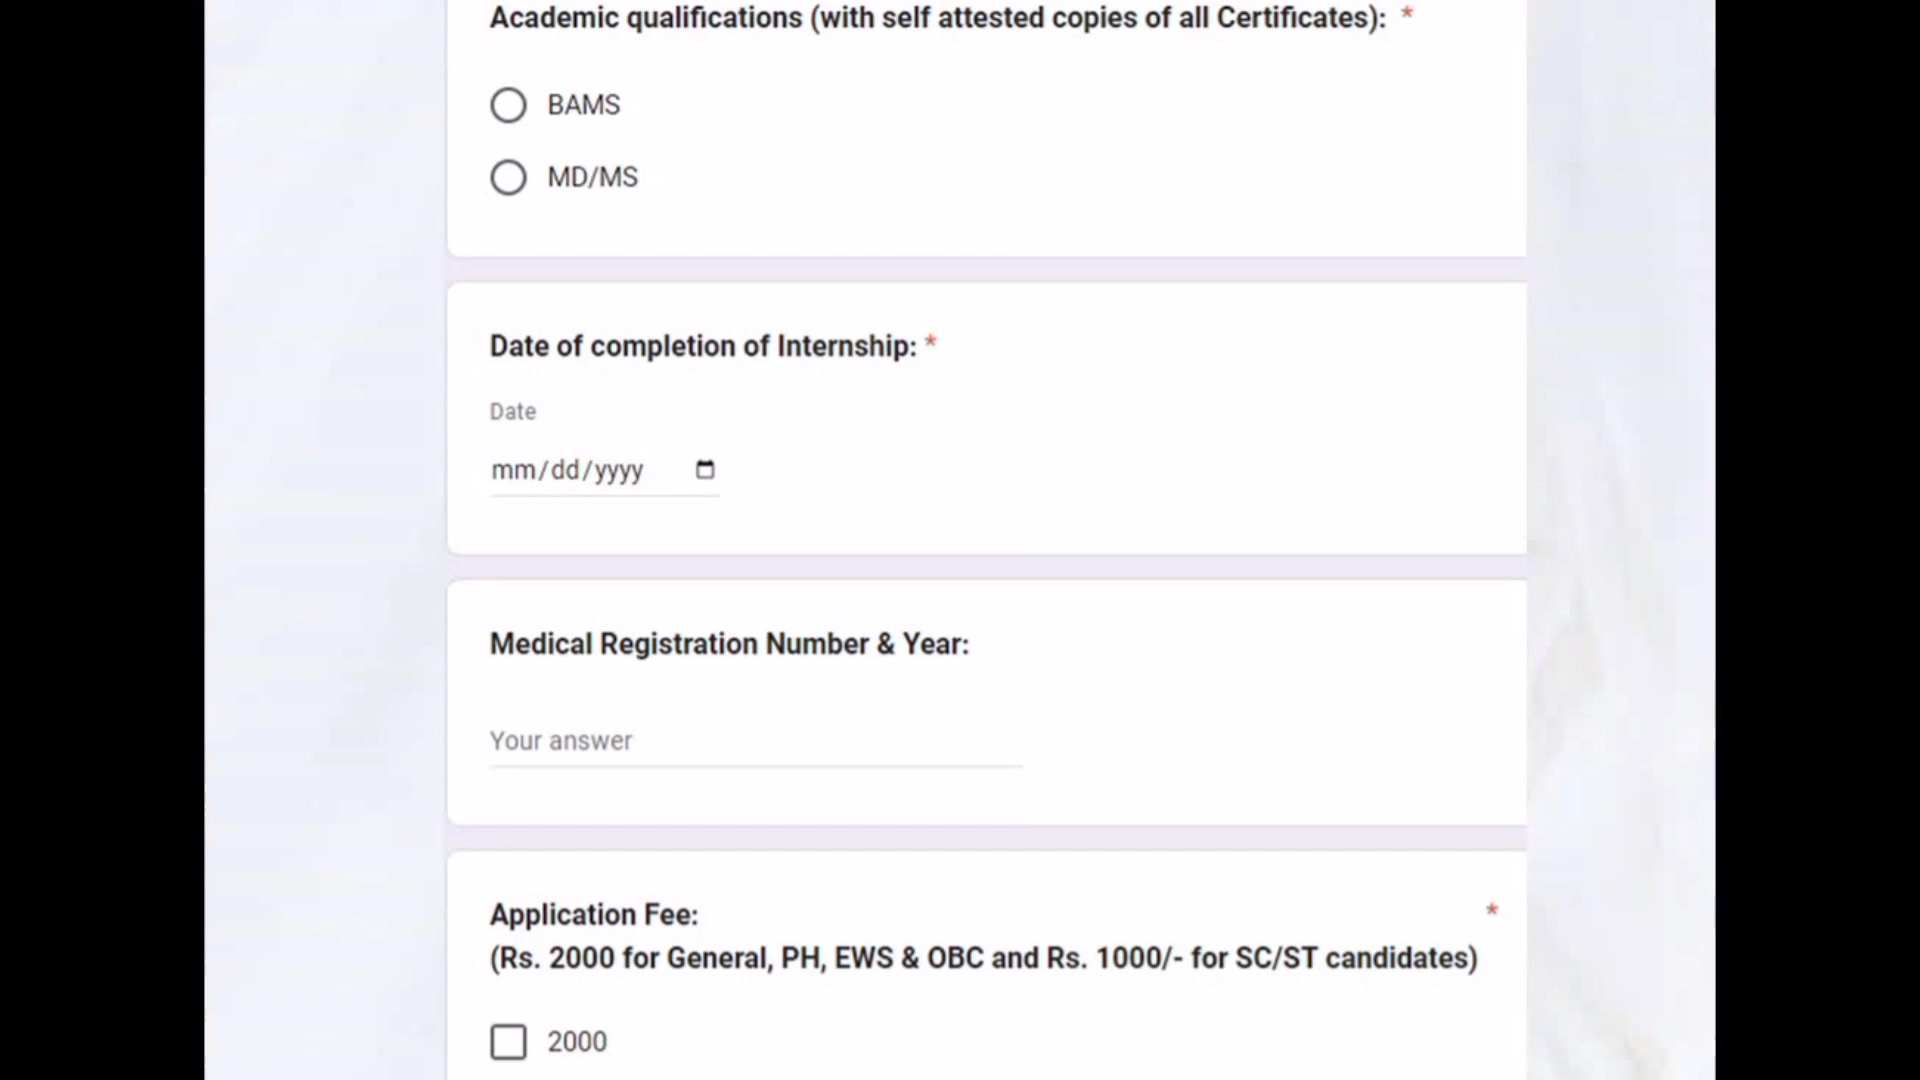 Academic qualifications (with self attested copies of all Certificates): *
BAMS
MD/MS
Date of completion of Internship: *
Date
mm/dd/yyyy
Medical Registration Number & Year:
Your answer
Application Fee: *
(Rs. 2000 for General, PH, EWS & OBC and Rs. 1000/- for SC/ST candidates)
2000